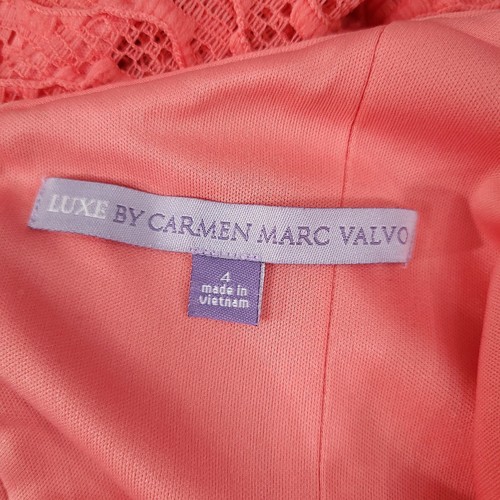 LUXE BY CARMEN MARC VALVO
4
made in
vietnam